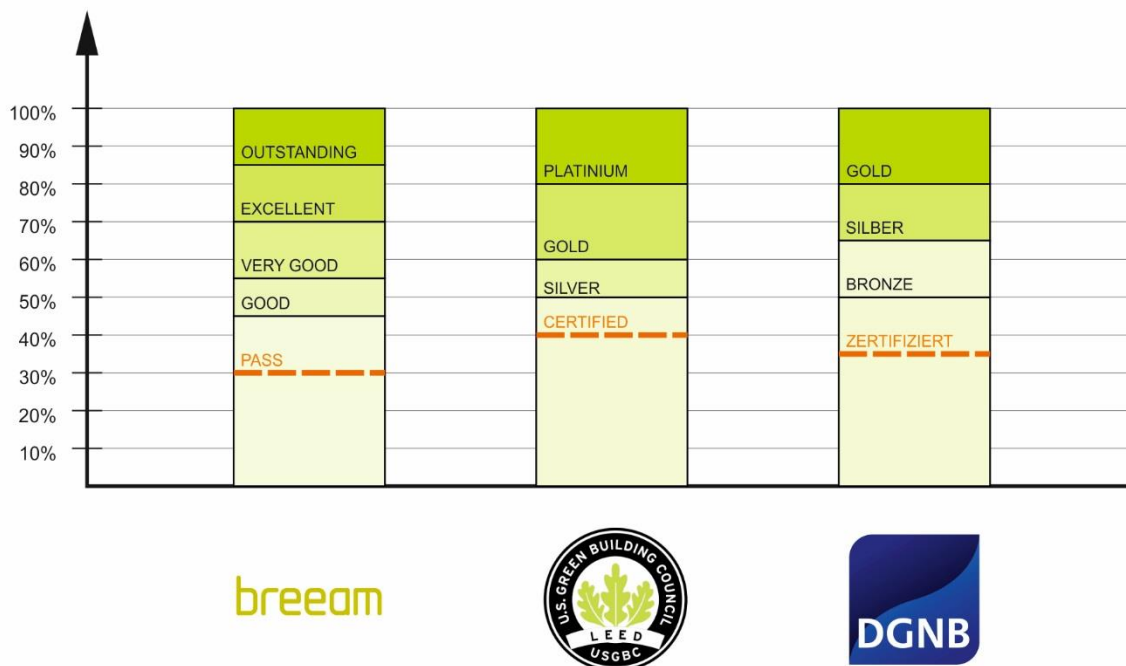 100%
90%
80%
70%
60%
50%
40%
30%
20%
10%
OUTSTANDING
EXCELLENT
VERY GOOD
GOOD
PASS
PLATINIUM
GOLD
SILVER
CERTIFIED
GOLD
SILBER
BRONZE
ZERTIFIZIERT
breeam
U.S. GREEN BUILDING COUNCIL
LEED
USGBC
DGNB